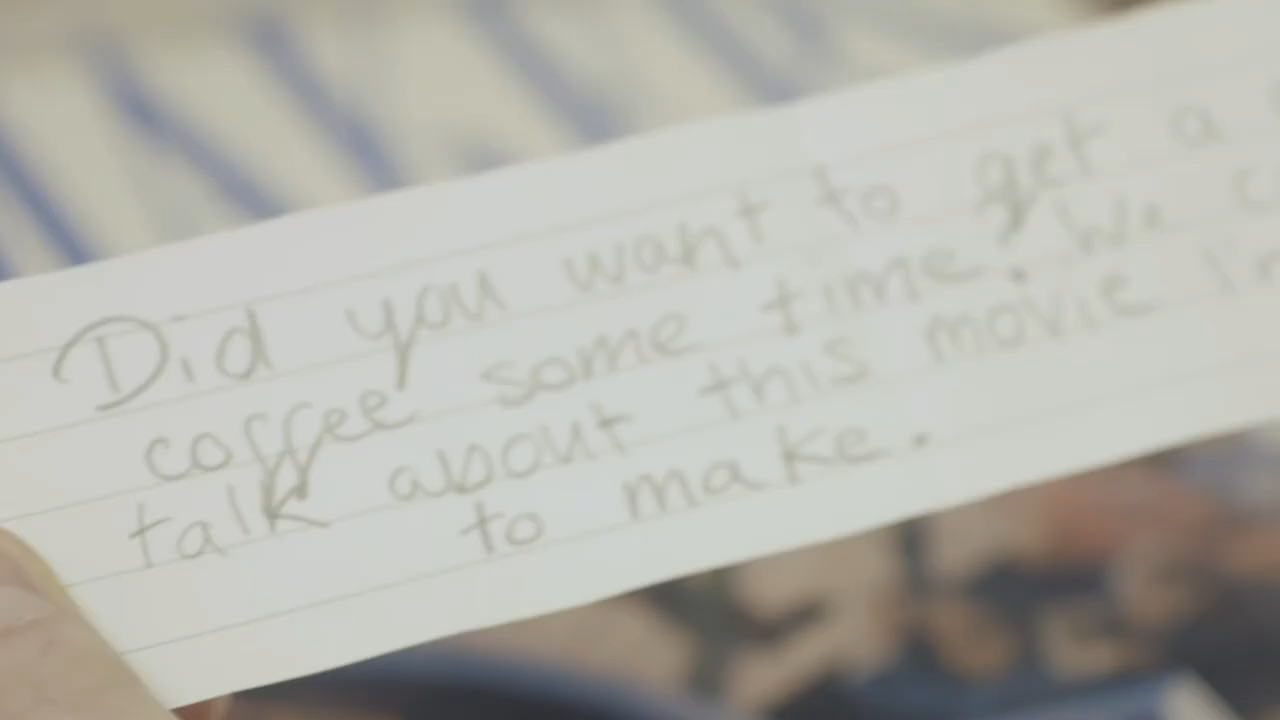 Did you want to get a
coffee some time. We
talk about this movie
to make.